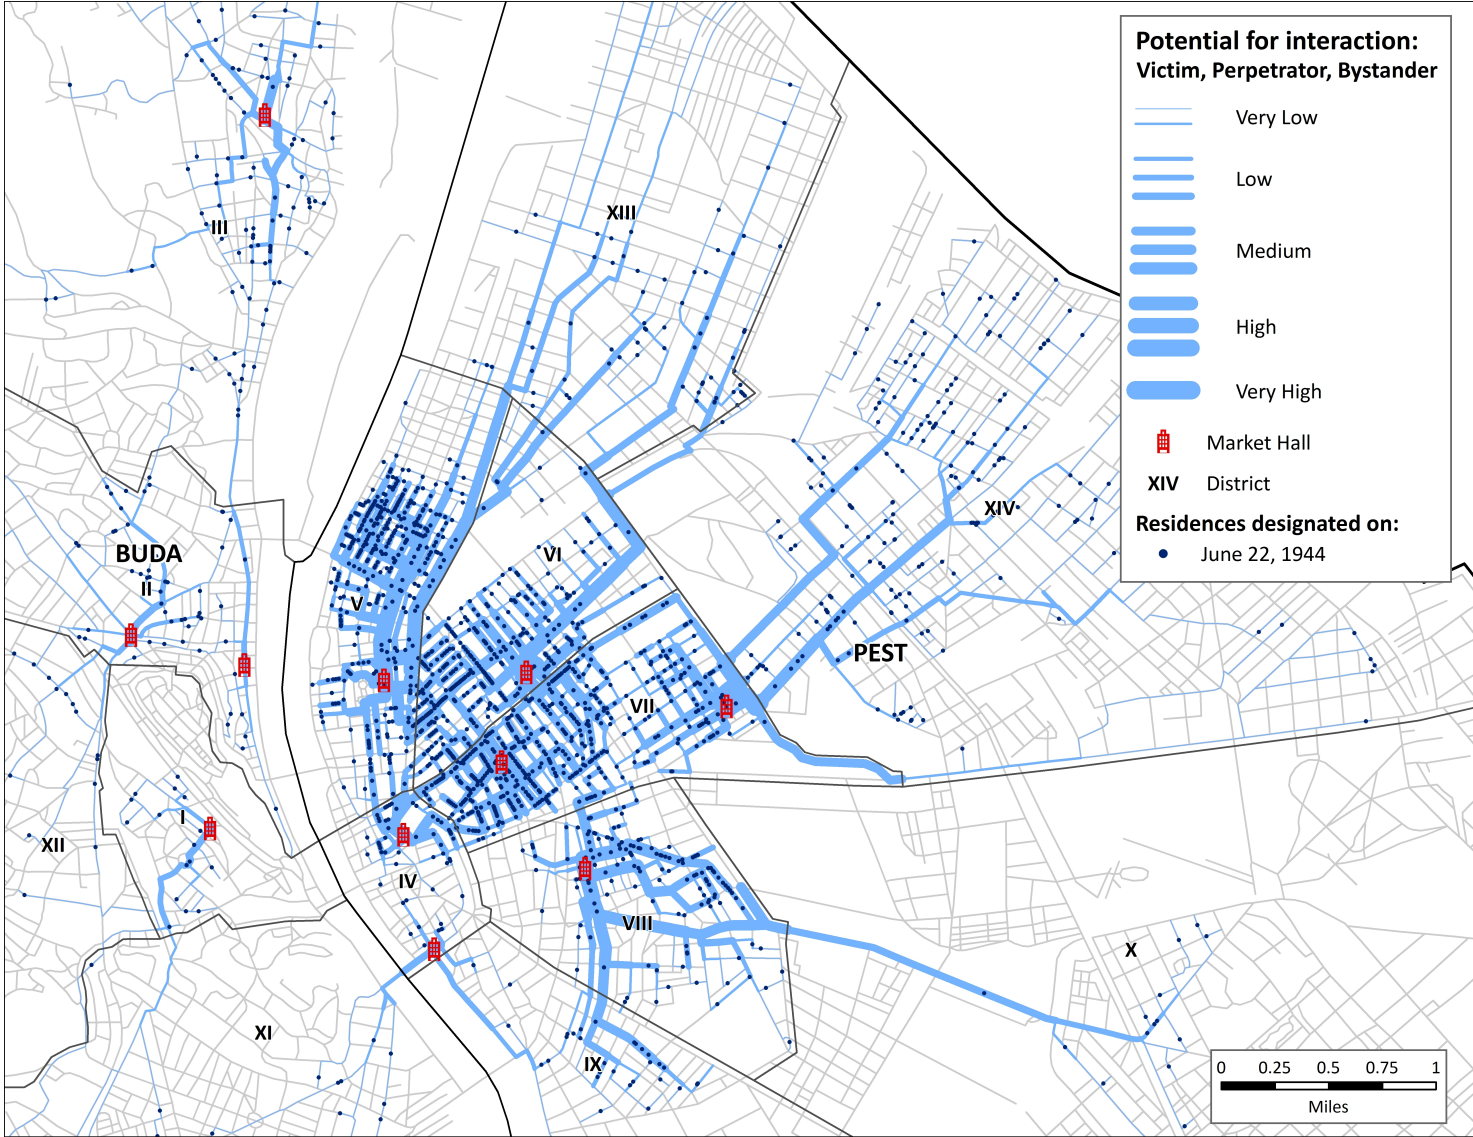 Potential for interaction:
Victim, Perpetrator, Bystander
Very Low
Low
Medium
High
Very High
Market Hall
XIV District
Residences designated on:
June 22, 1944
III
XIII
XIV
BUDA
II
VI
V
PEST
VII
I
XII
IV
VIII
X
XI
IX
0 0.25 0.5 0.75 1
Miles